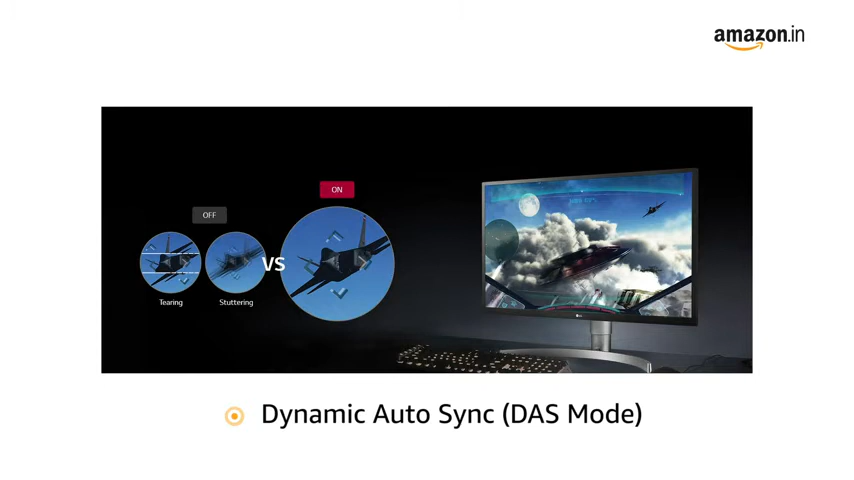 amazon.in
ON
OFF
VS
Tearing
Stuttering
Dynamic Auto Sync (DAS Mode)